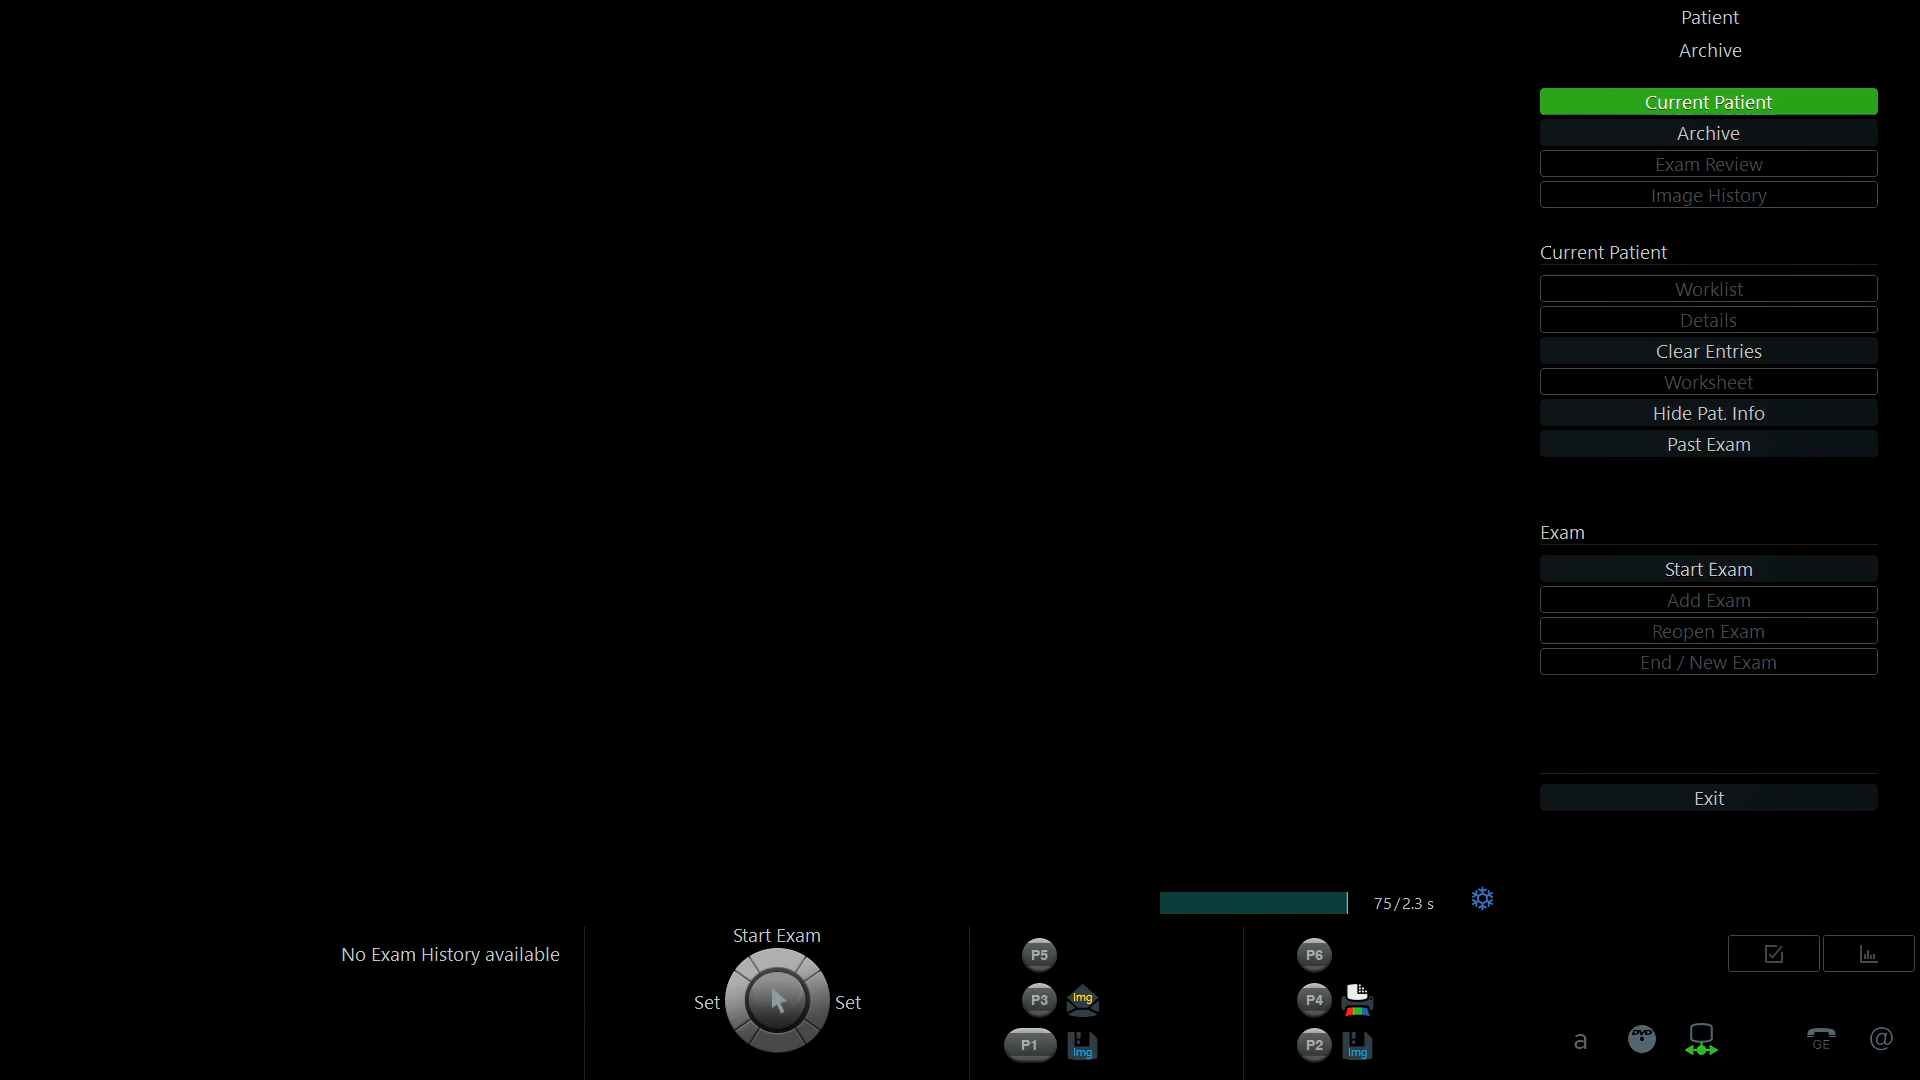 Patient
Archive
Current Patient
Archive
Exam Review
Image History
Current Patient
Worklist
Details
Clear Entries
Worksheet
Hide Pat. Info
Past Exam
Exam
Start Exam
Add Exam
Reopen Exam
End / New Exam
Exit
75/2.3 s
No Exam History available
Start Exam
Set
Set
P5
P3
Img
P1
Img
P6
P4
P2
Img
a
DVD
GE
@